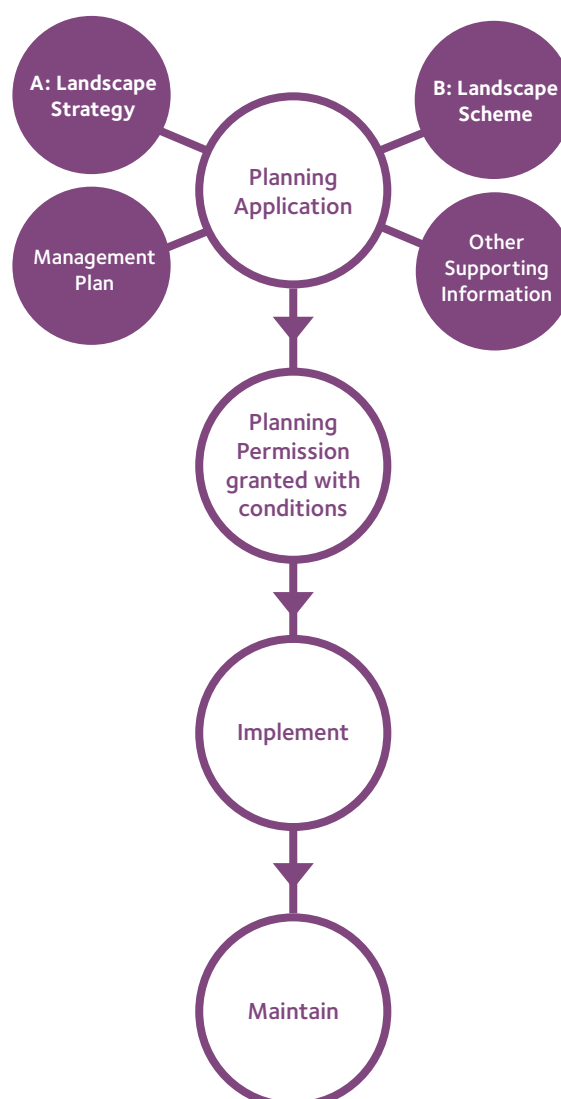 A: Landscape
Strategy
B: Landscape
Scheme
Planning
Application
Management
Plan
Other
Supporting
Information
Planning
Permission
granted with
conditions
Implement
Maintain